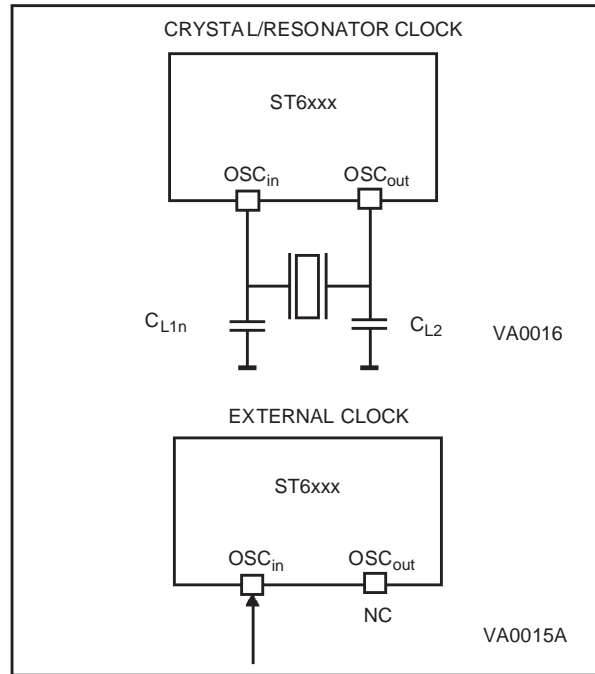 CRYSTAL/RESONATOR CLOCK
ST6xxx
OSCin OSCout
CL1n CL2 VA0016
EXTERNAL CLOCK
ST6xxx
OSCin OSCout
NC
VA0015A